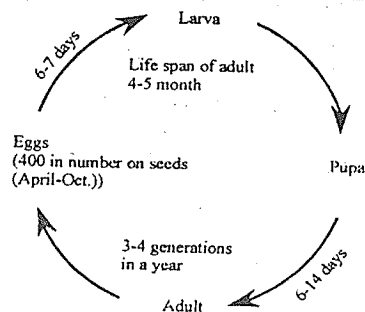 Larva
6-7 days
Life span of adult
4-5 month
Eggs
(400 in number on seeds
(April-Oct.))
Pupa
3-4 generations
in a year
6-14 days
Adult